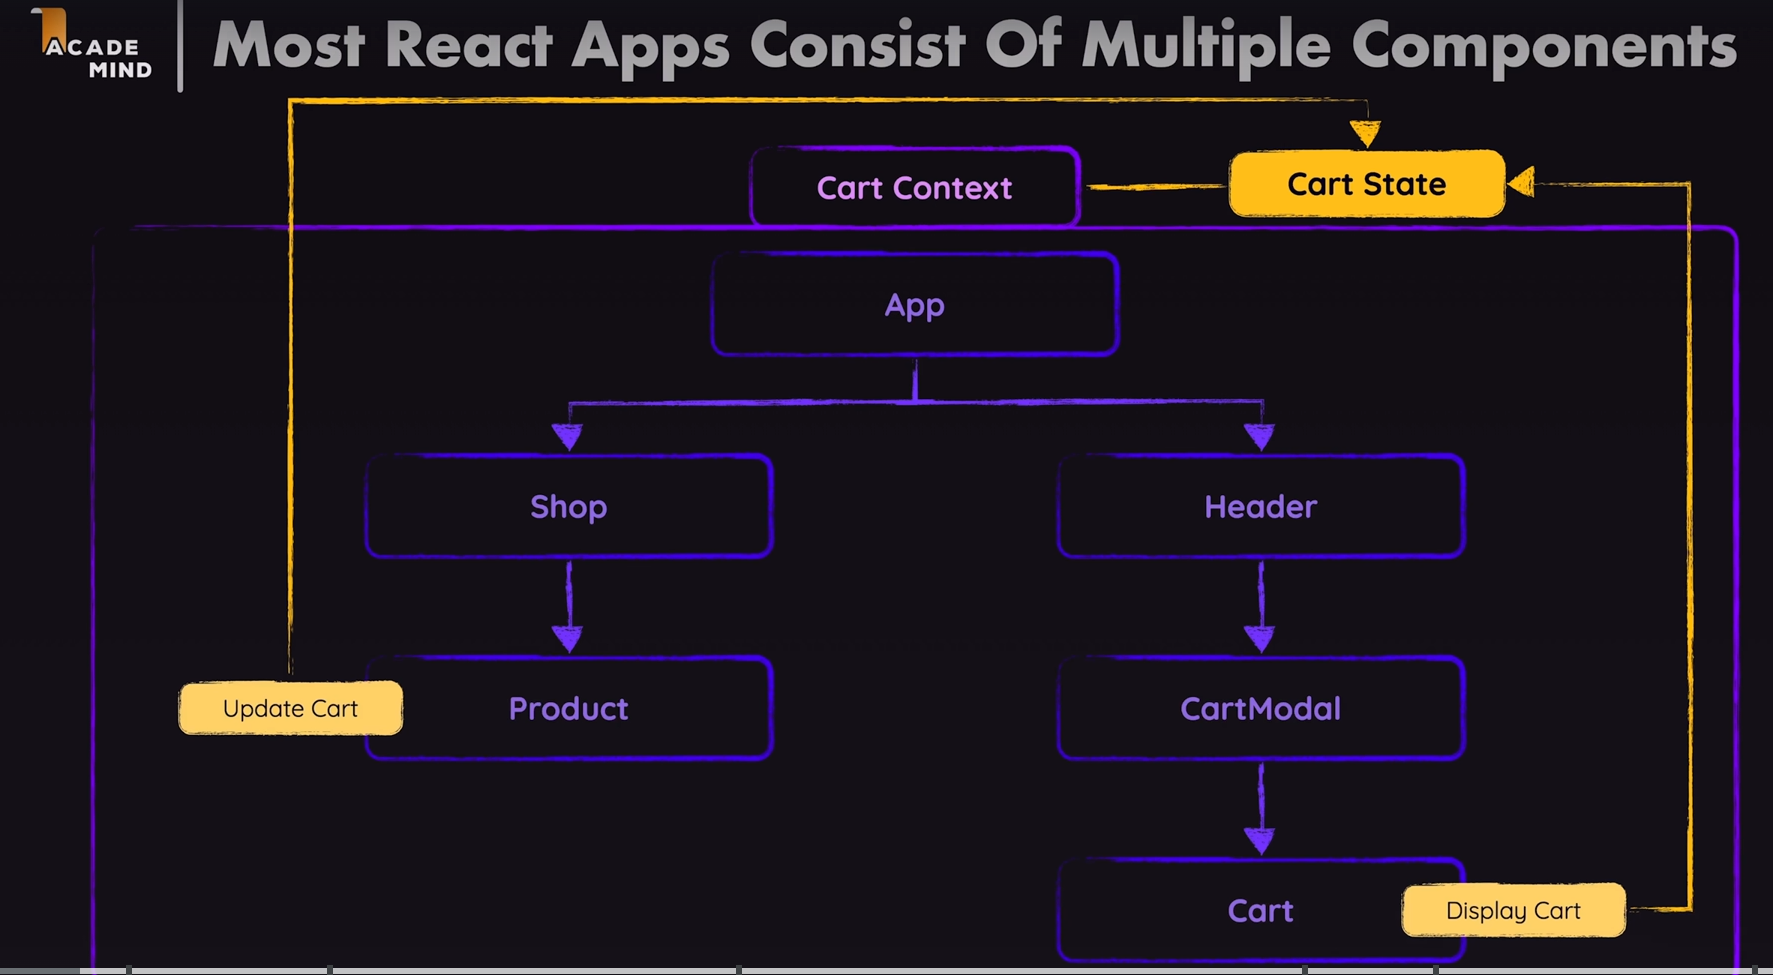 ACADE
MIND
Most React Apps Consist Of Multiple Components
Cart Context
Cart State
App
Shop
Header
Update Cart
Product
CartModal
Cart
Display Cart